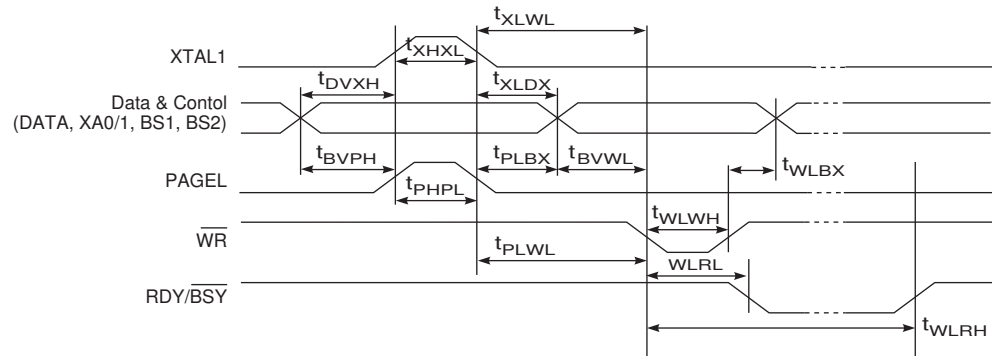 tXLWL
XTAL1
tXHXL
tDVXH
tXLDX
Data & Contol
(DATA, XA0/1, BS1, BS2)
tBVPH
tPLBX
tBVWL
tWLBX
PAGEL
tPHPL
tWLWH
WR
tPLWL
WLRL
RDY/BSY
tWLRH